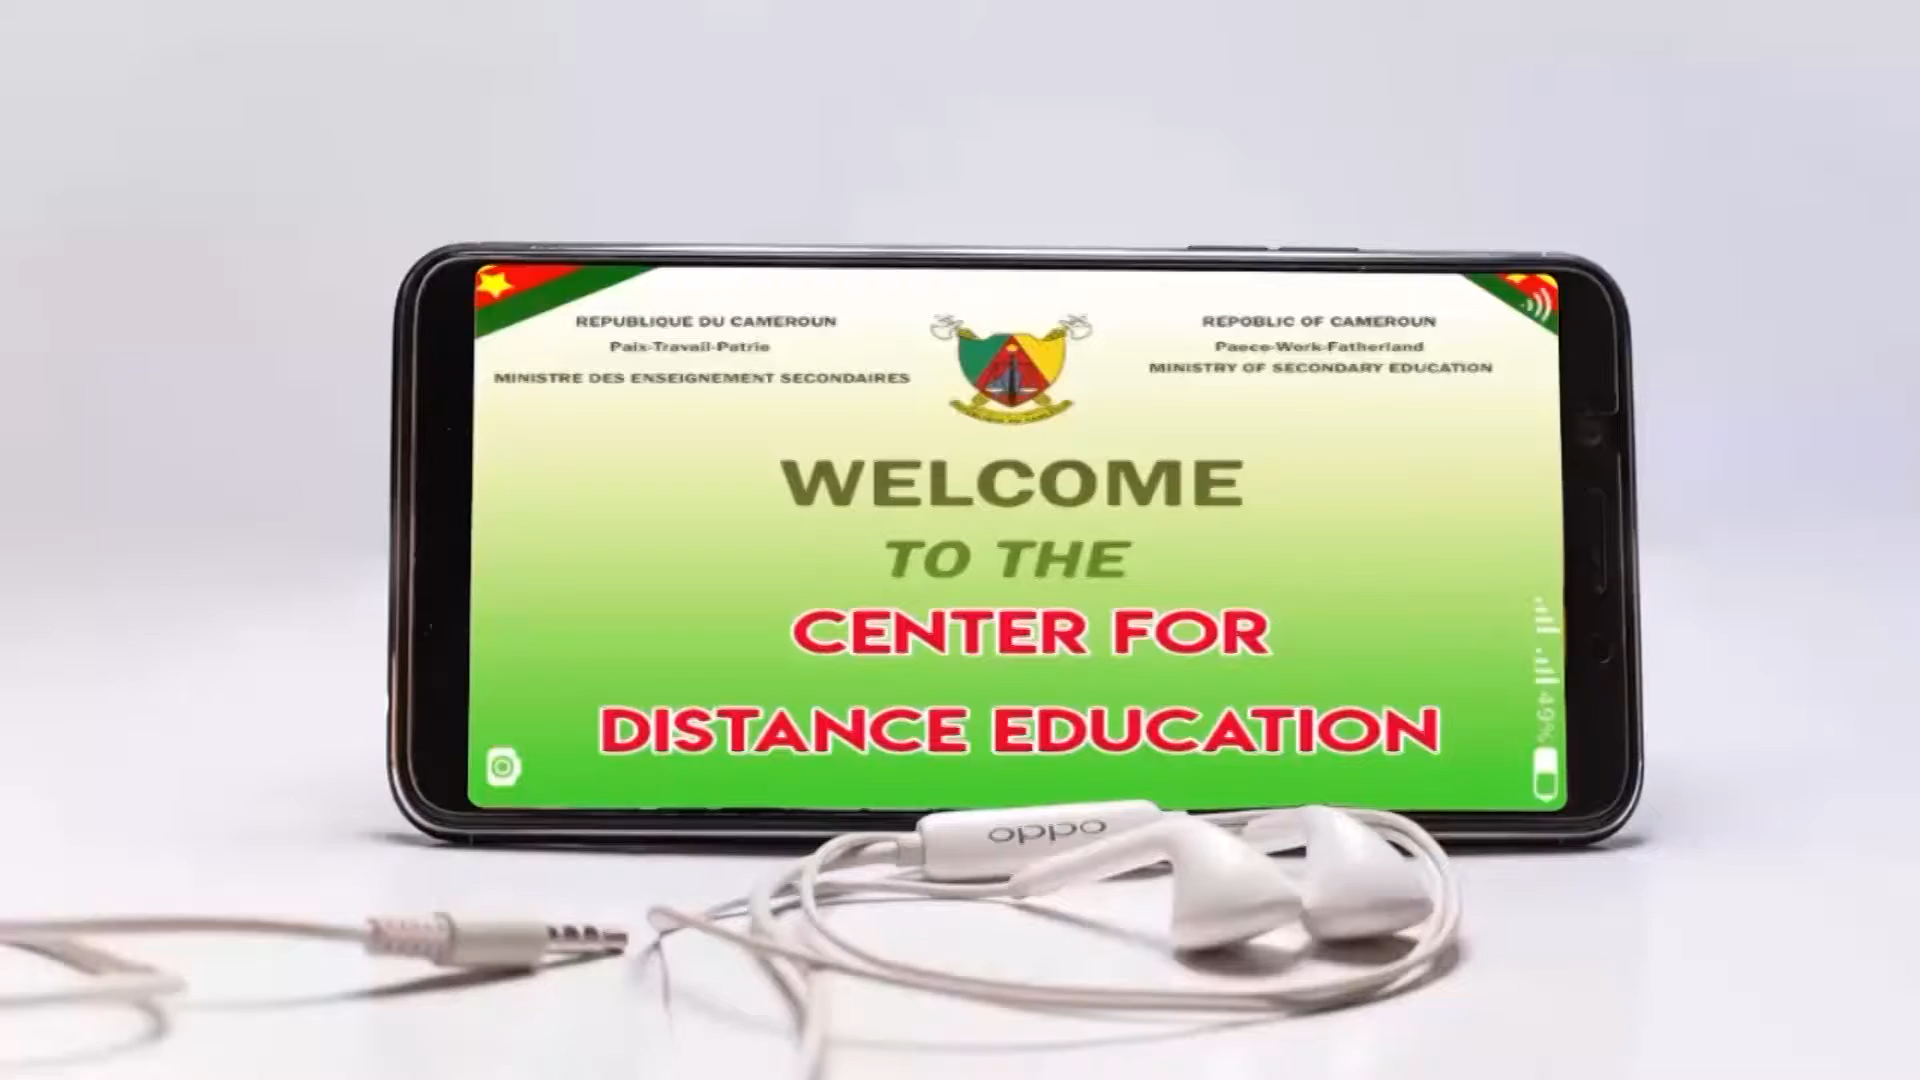 REPUBLIQUE DU CAMEROUN
Paix-Travail-Patrie
MINISTRE DES ENSEIGNEMENT SECONDAIRES
REPOBLIC OF CAMEROUN
Paece-Work-Fatherland
MINISTRY OF SECONDARY EDUCATION
WELCOME
TO THE
CENTER FOR
DISTANCE EDUCATION
49%
oppo